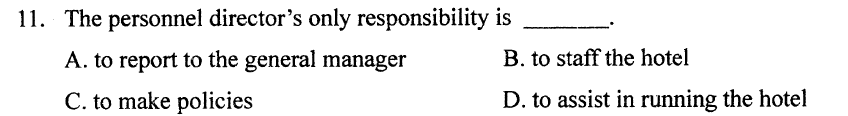 11. The personnel director's only responsibility is ________.
A. to report to the general manager B. to staff the hotel
C. to make policies D. to assist in running the hotel